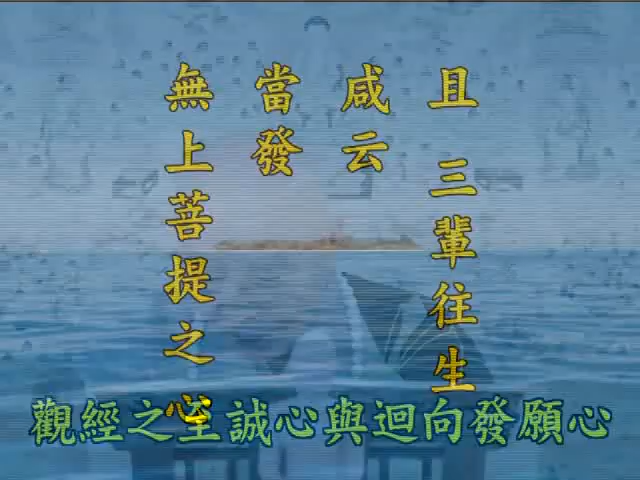 且 三輩往生
咸云
當發
無上菩提之心
觀經之至誠心與迴向發願心